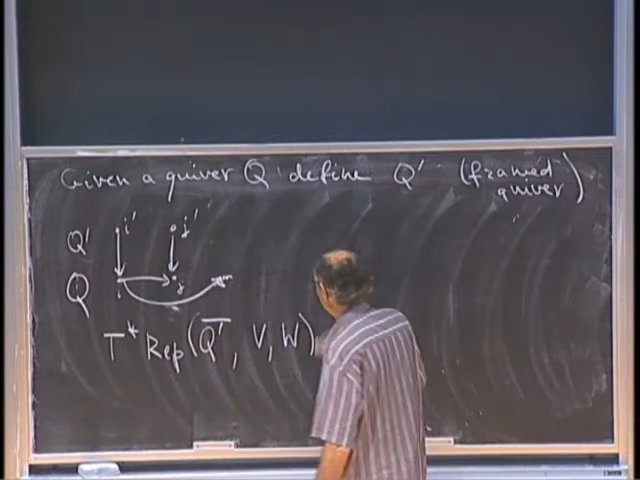 Given a quiver Q define Q' (framed quiver)
i' j'
Q'
Q i j
T* Rep(Q̅', V, W)